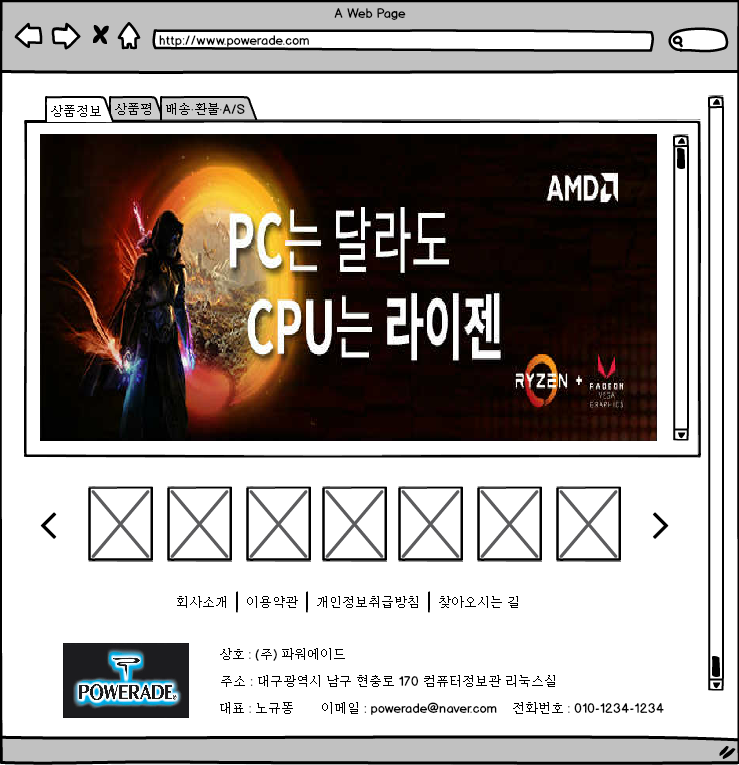 A Web Page
http://www.powerade.com
상품정보 상품평 배송·환불·A/S
AMD
PC는 달라도
CPU는 라이젠
RYZEN + RADEON
VEGA
GRAPHICS
회사소개 이용약관 개인정보취급방침 찾아오시는 길
POWERADE
상호 : (주) 파워에이드
주소 : 대구광역시 남구 현충로 170 컴퓨터정보관 리눅스실
대표 : 노규퐁 이메일 : powerade@naver.com 전화번호 : 010-1234-1234